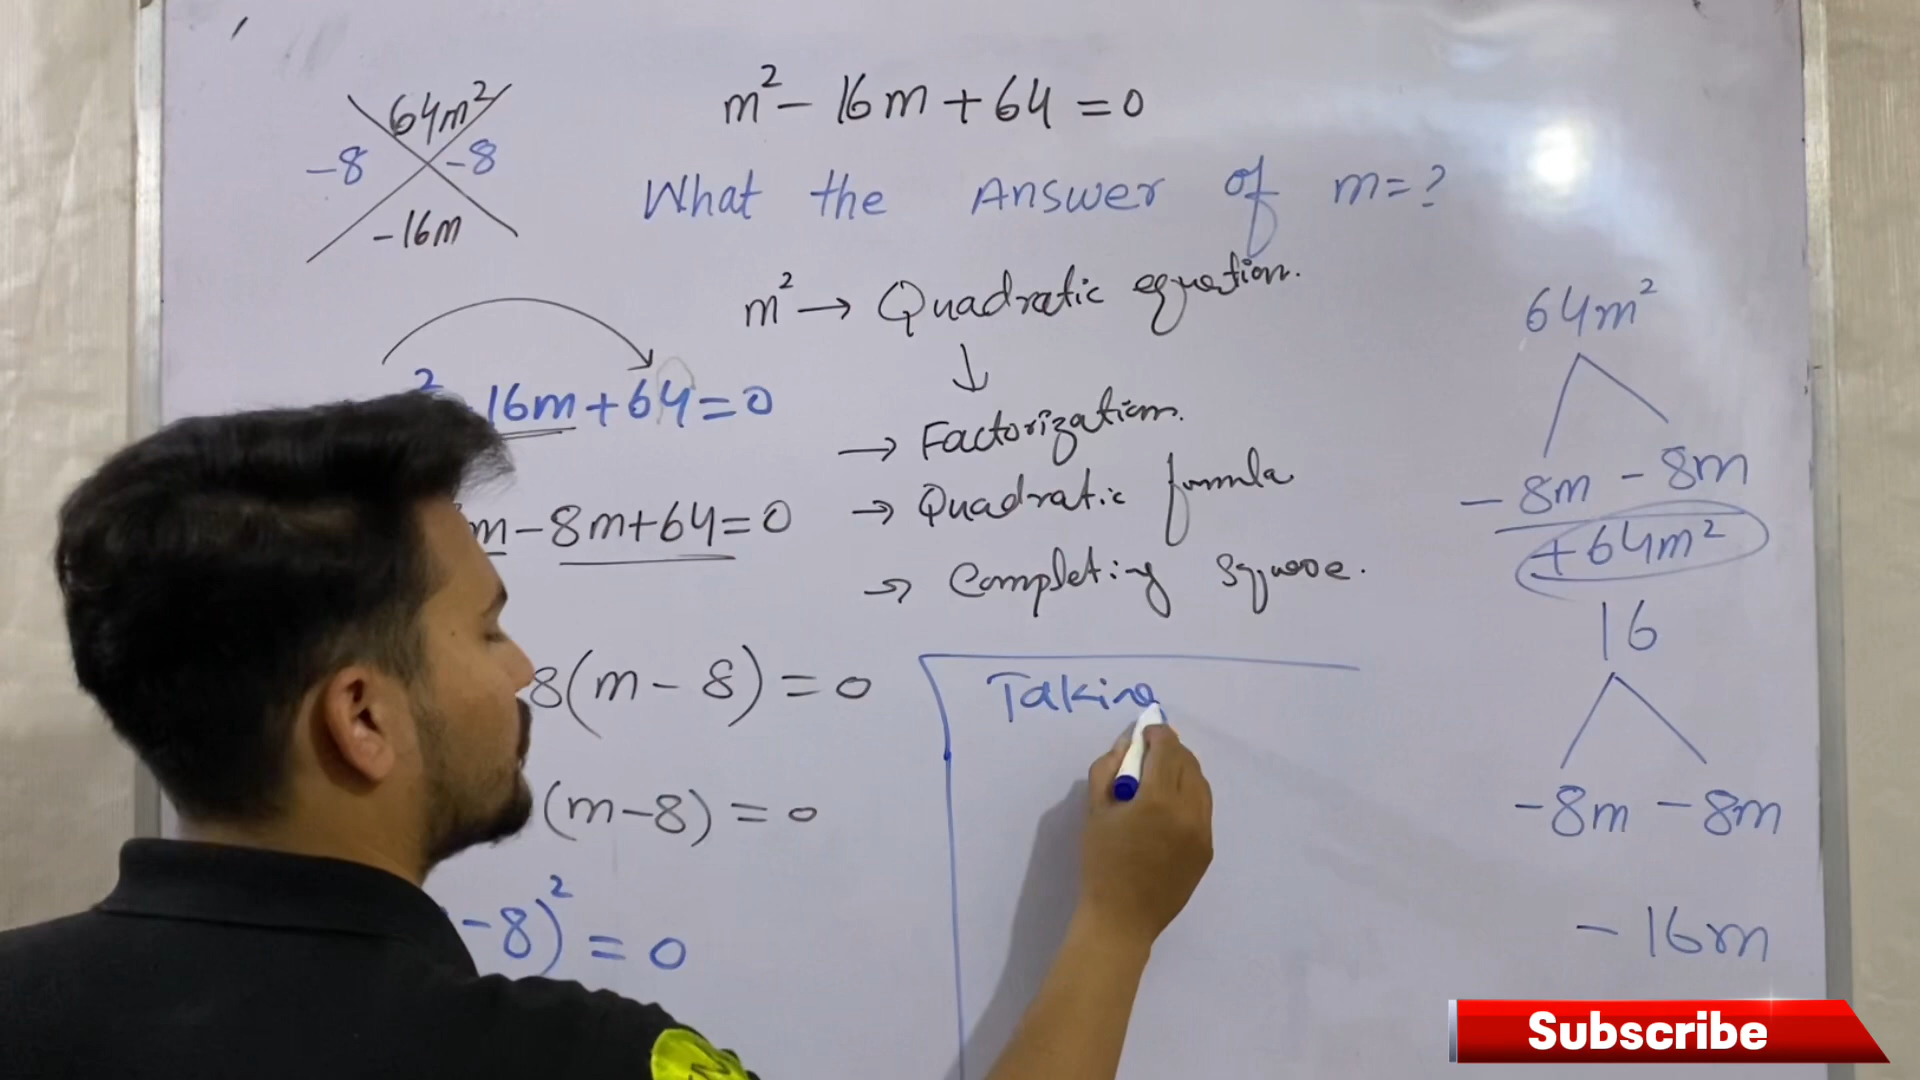 64m²
-8 -8
-16m
m² - 16m + 64 = 0
What the Answer of m = ?
m² → Quadratic equation.
↓
→ Factorization.
→ Quadratic formula
→ Completing Square.
² 16m + 64 = 0
m - 8m + 64 = 0
8(m - 8) = 0
(m - 8) = 0
- 8)² = 0
Taking
64m²
- 8m - 8m
+ 64m²
16
- 8m - 8m
- 16m
Subscribe